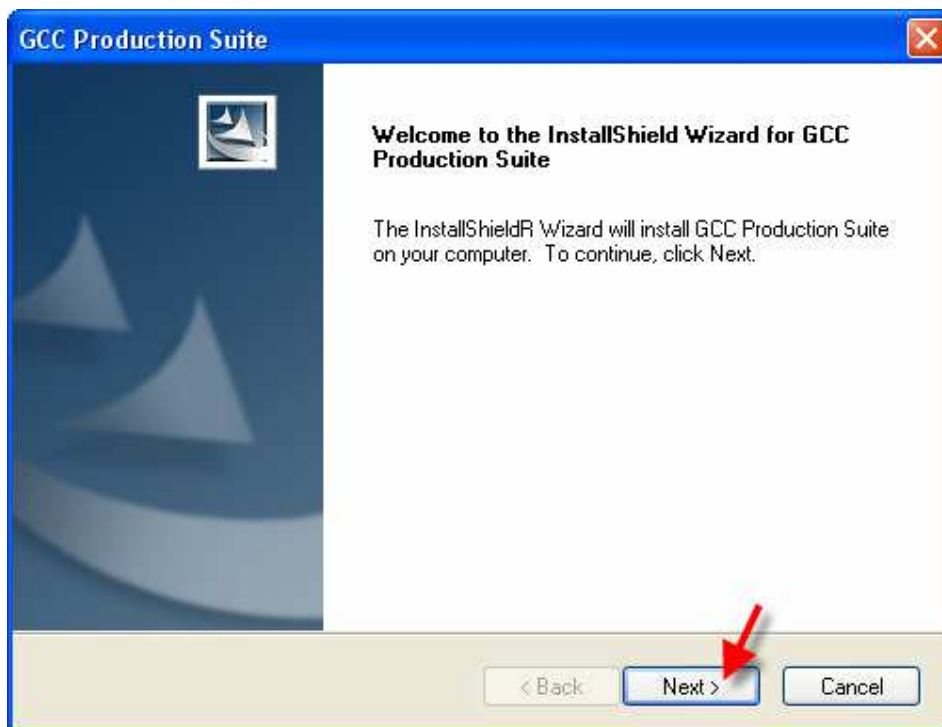 GCC Production Suite
Welcome to the InstallShield Wizard for GCC
Production Suite
The InstallShieldR Wizard will install GCC Production Suite
on your computer.  To continue, click Next.
< Back
Next >
Cancel